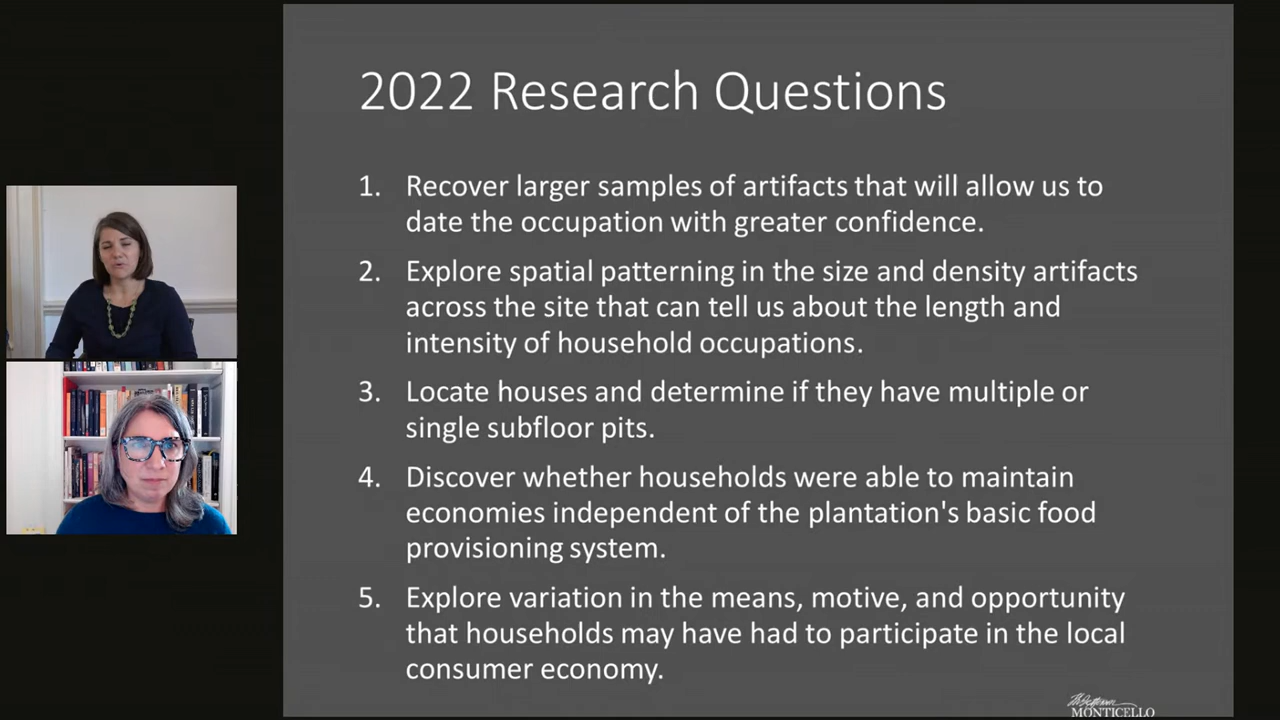 2022 Research Questions
1. Recover larger samples of artifacts that will allow us to
date the occupation with greater confidence.
2. Explore spatial patterning in the size and density artifacts
across the site that can tell us about the length and
intensity of household occupations.
3. Locate houses and determine if they have multiple or
single subfloor pits.
4. Discover whether households were able to maintain
economies independent of the plantation's basic food
provisioning system.
5. Explore variation in the means, motive, and opportunity
that households may have had to participate in the local
consumer economy.
MONTICELLO